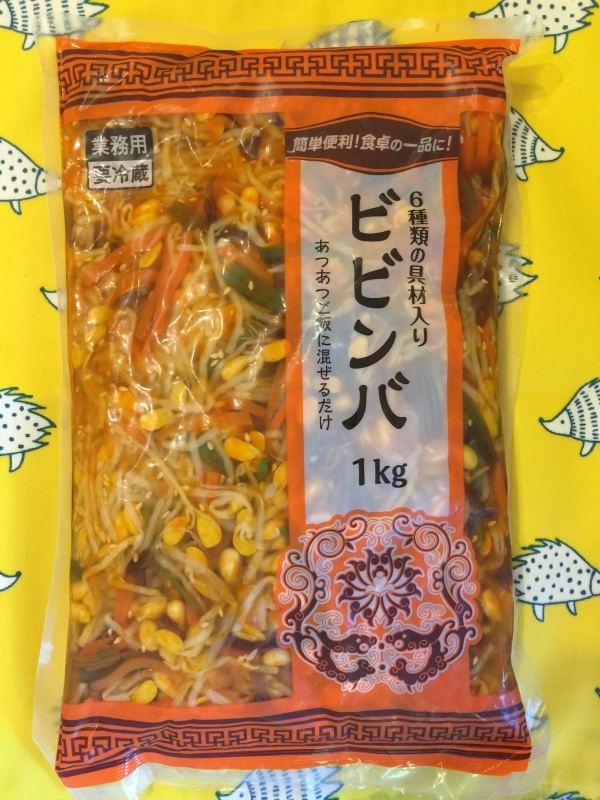 業務用
要冷蔵
簡単便利！食卓の一品に！
6種類の具材入り
ビビンバ
あつあつご飯に混ぜるだけ
1kg